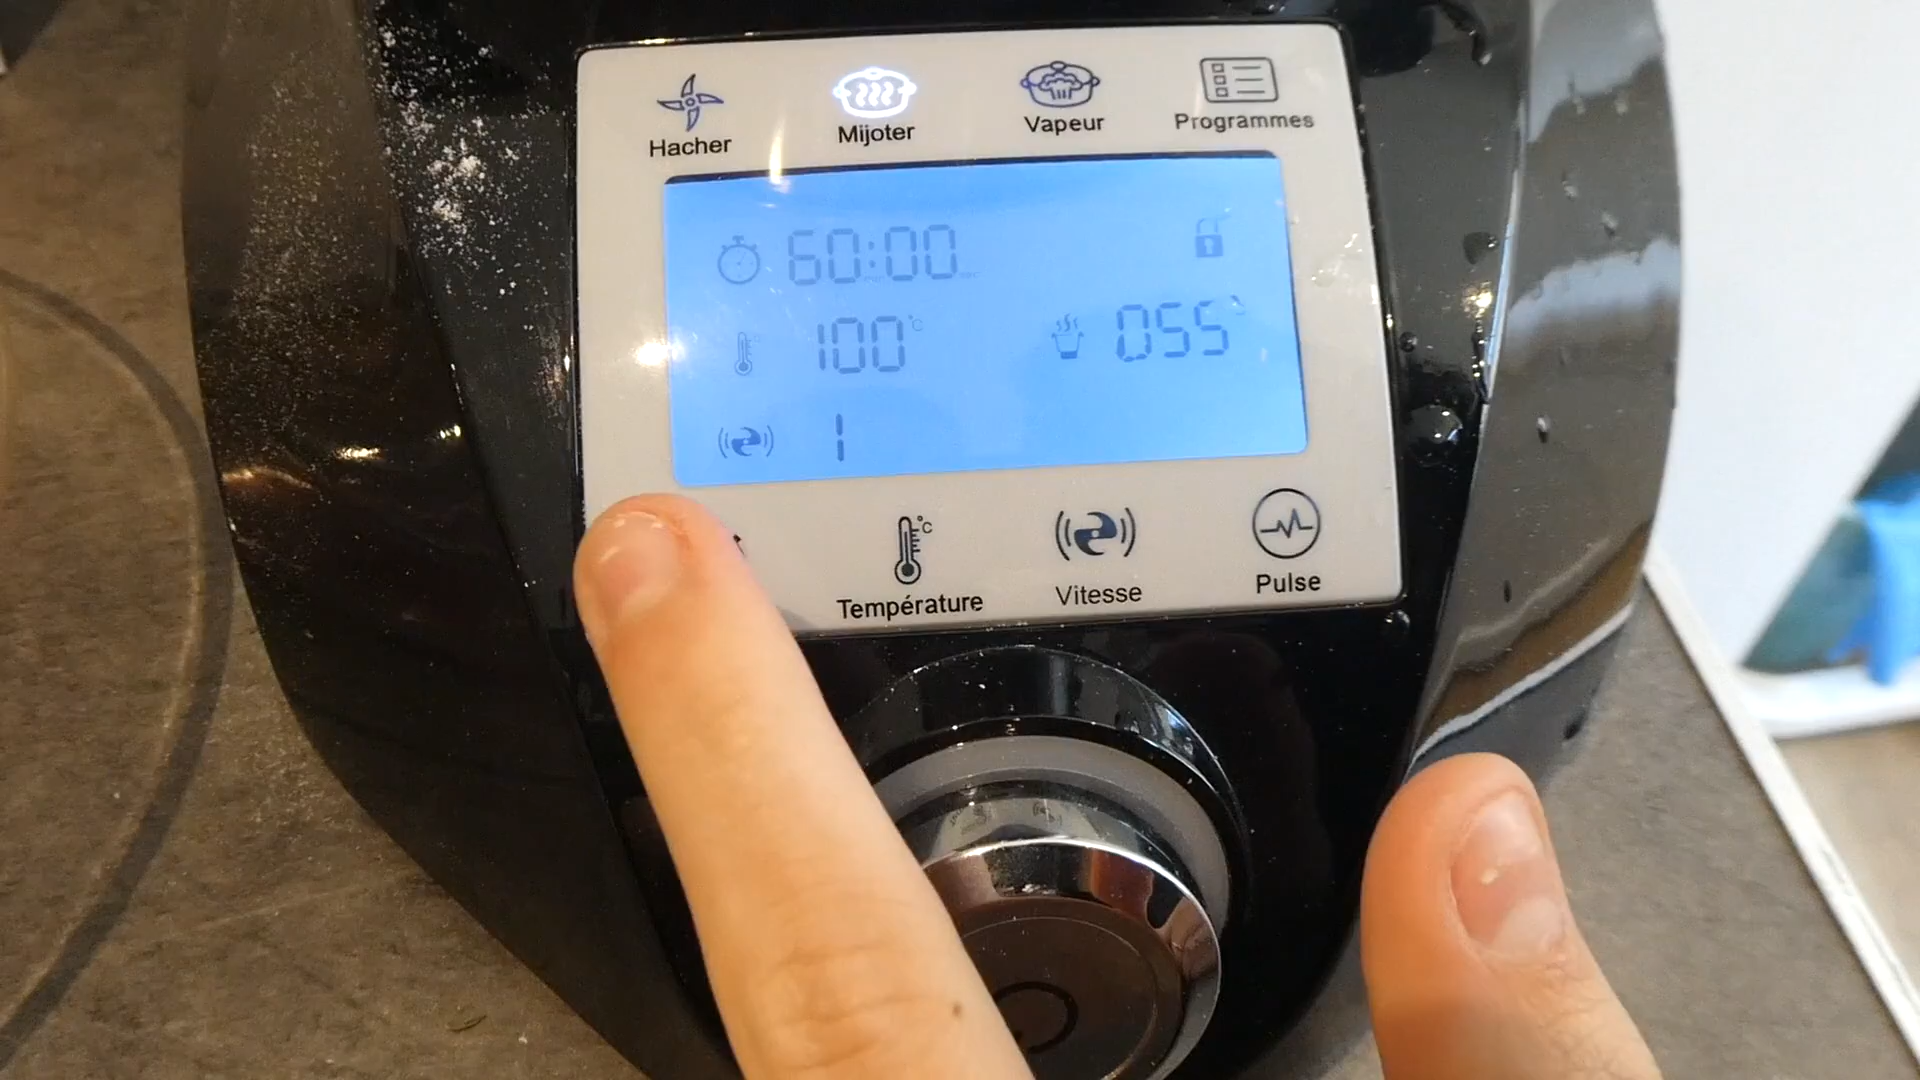 Hacher
Mijoter
Vapeur
Programmes
60:00
100°C
055
1
Température
Vitesse
Pulse